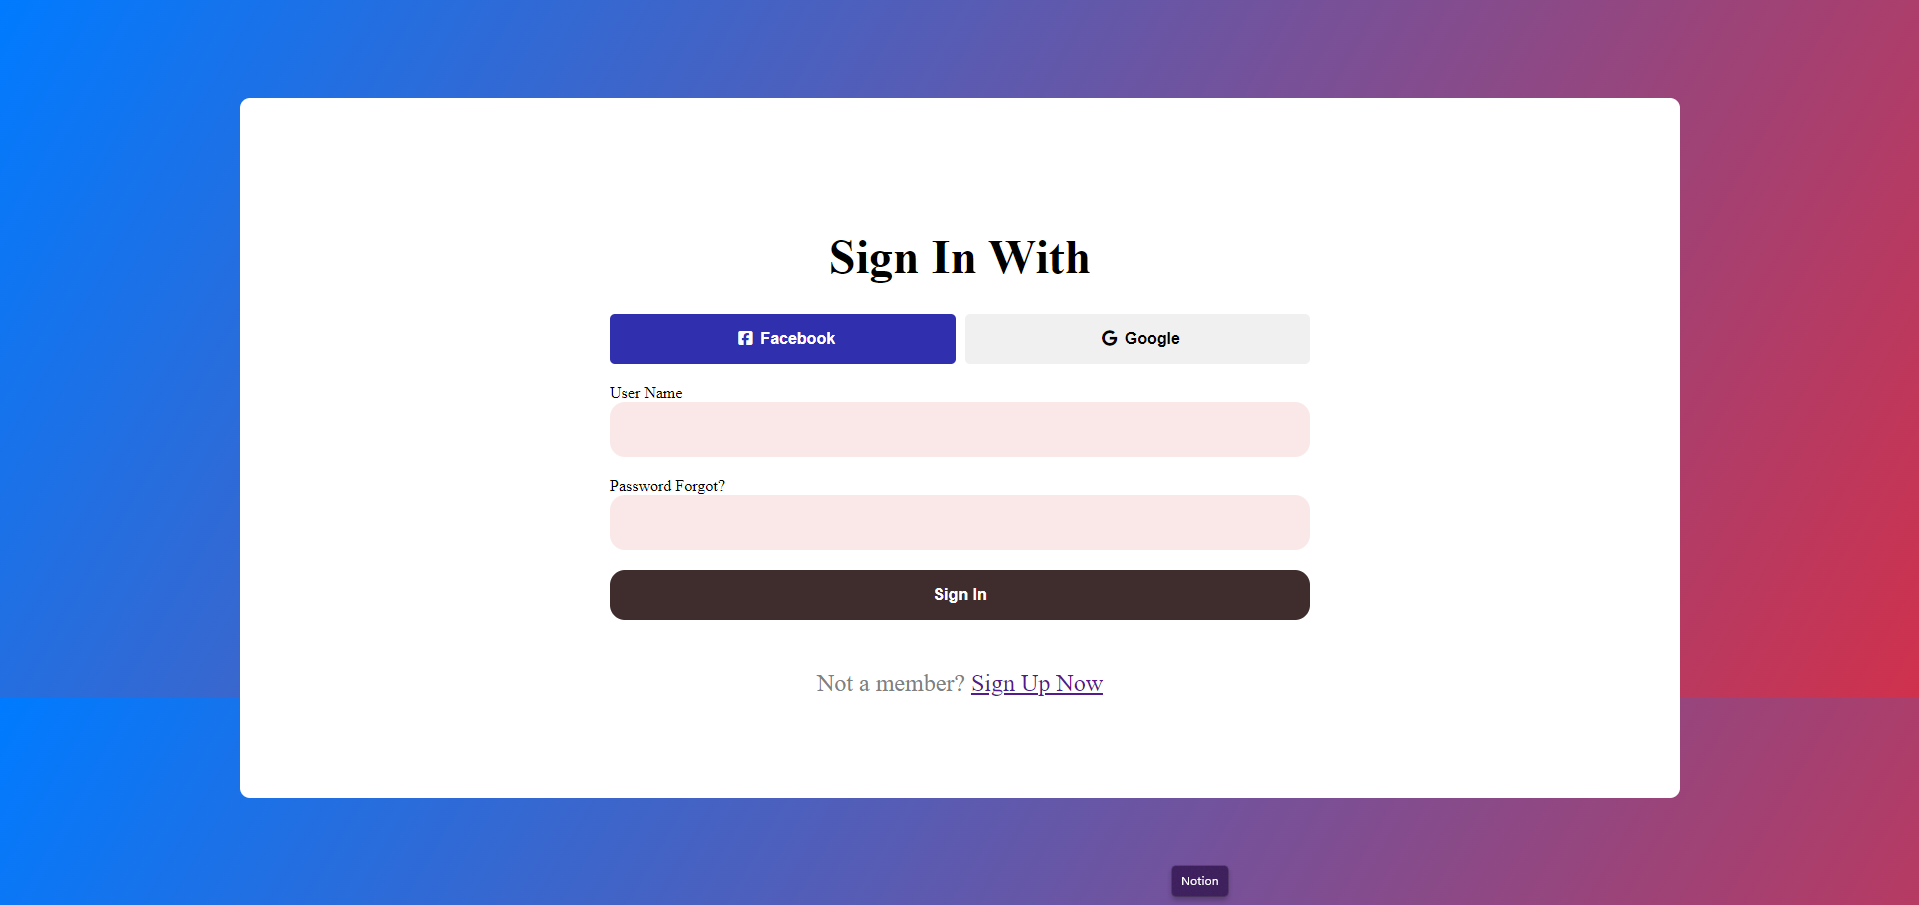 Sign In With
Facebook
Google
User Name
Password Forgot?
Sign In
Not a member? Sign Up Now
Notion